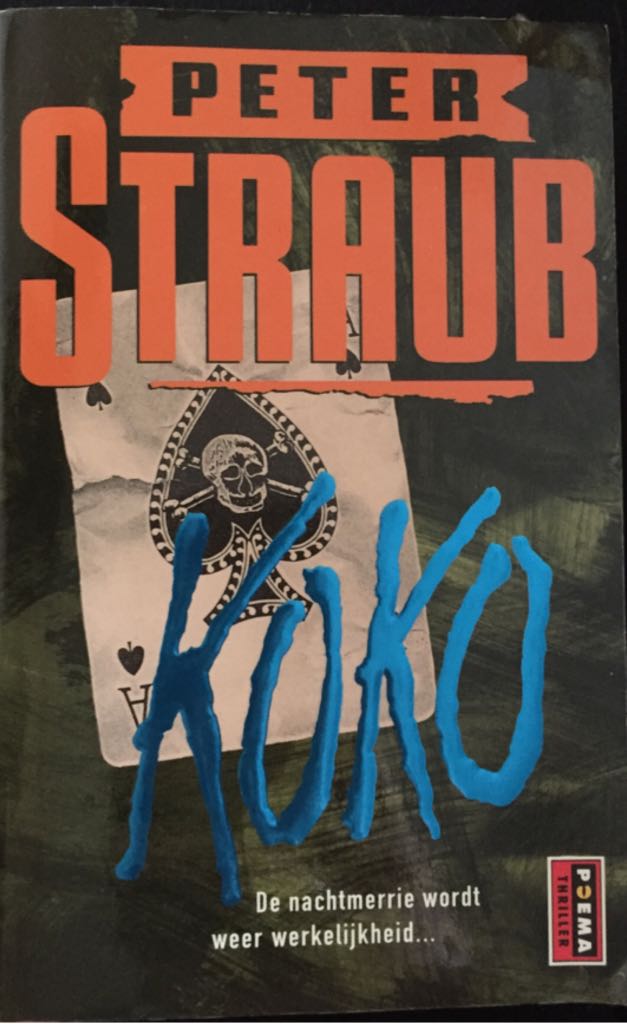 PETER
STRAUB
A
KOKO
A
De nachtmerrie wordt
weer werkelijkheid...
POEMA
THRILLER